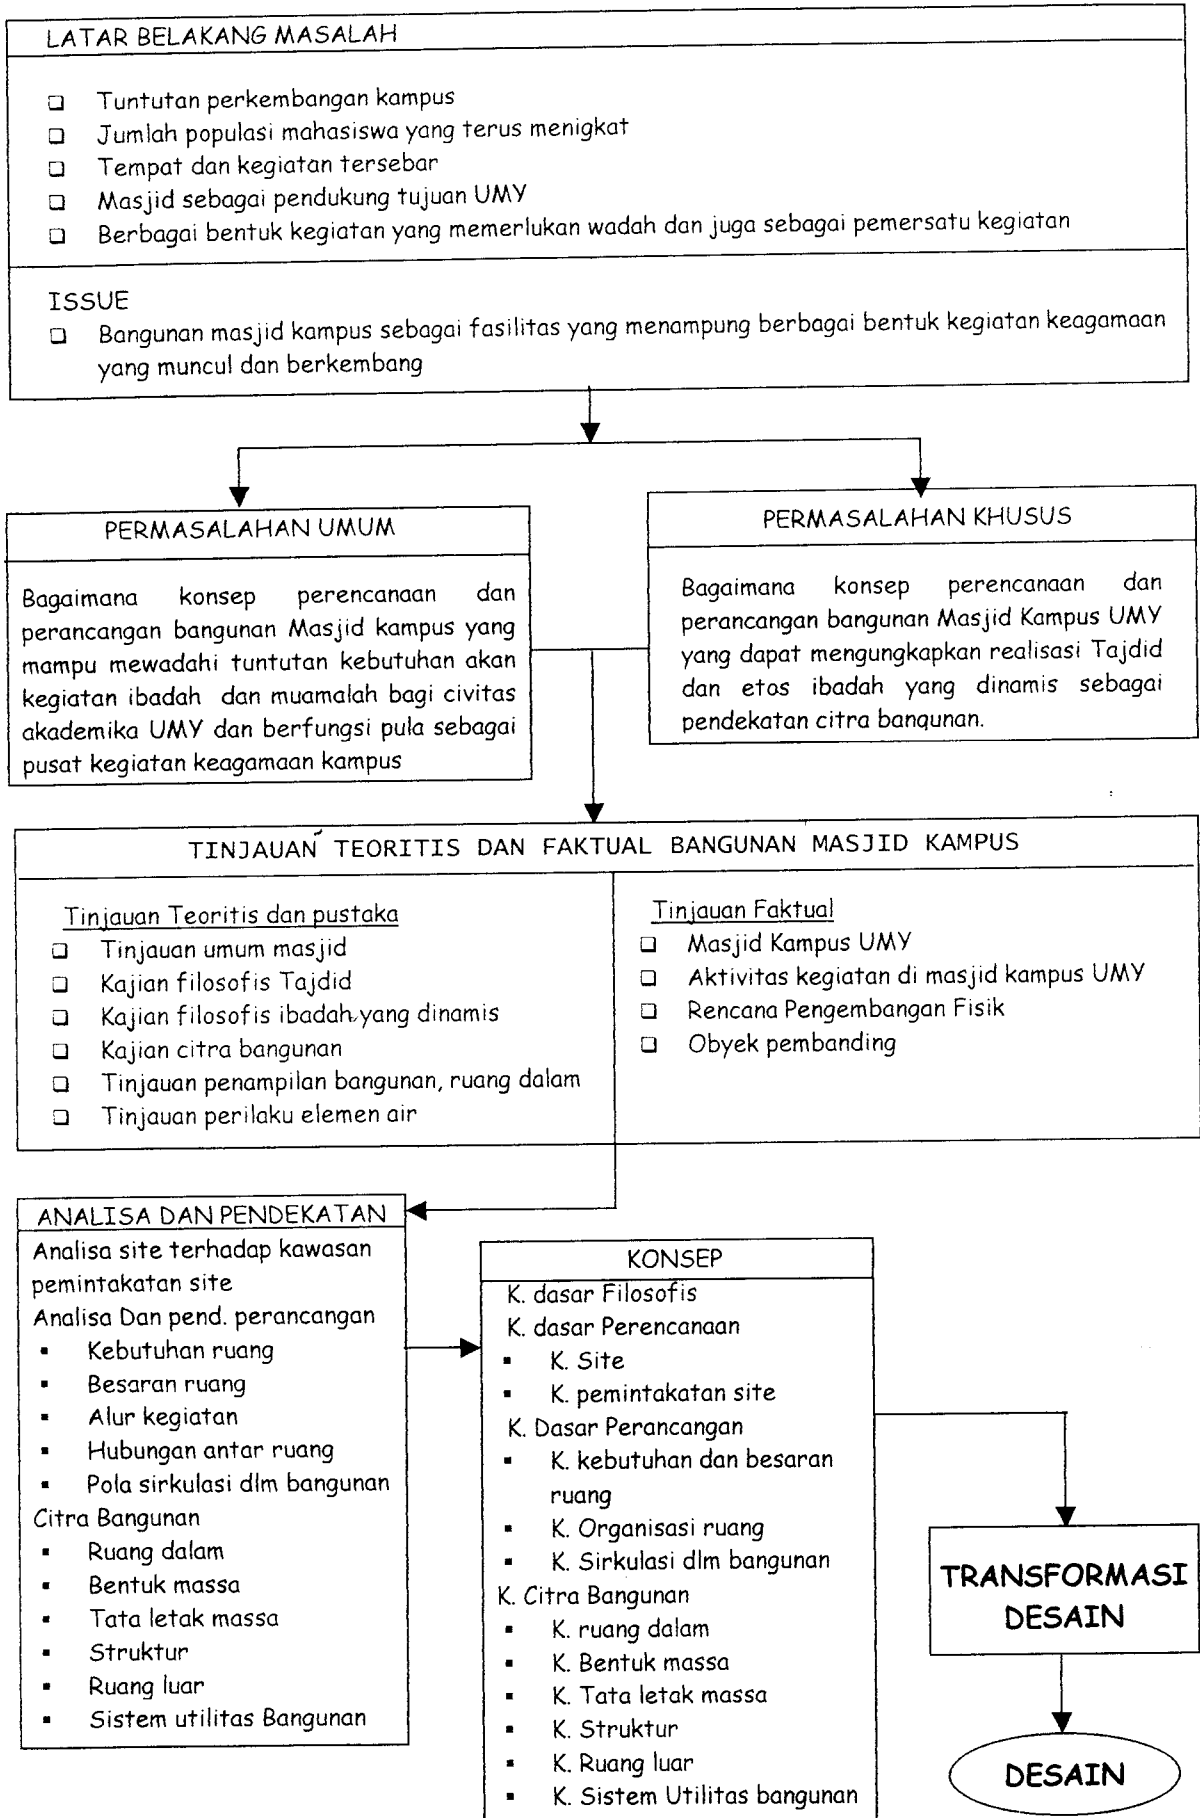 LATAR BELAKANG MASALAH
❑ Tuntutan perkembangan kampus
❑ Jumlah populasi mahasiswa yang terus menigkat
❑ Tempat dan kegiatan tersebar
❑ Masjid sebagai pendukung tujuan UMY
❑ Berbagai bentuk kegiatan yang memerlukan wadah dan juga sebagai pemersatu kegiatan
ISSUE
❑ Bangunan masjid kampus sebagai fasilitas yang menampung berbagai bentuk kegiatan keagamaan
yang muncul dan berkembang
PERMASALAHAN UMUM
Bagaimana konsep perencanaan dan
perancangan bangunan Masjid kampus yang
mampu mewadahi tuntutan kebutuhan akan
kegiatan ibadah dan muamalah bagi civitas
akademika UMY dan berfungsi pula sebagai
pusat kegiatan keagamaan kampus
PERMASALAHAN KHUSUS
Bagaimana konsep perencanaan dan
perancangan bangunan Masjid Kampus UMY
yang dapat mengungkapkan realisasi Tajdid
dan etos ibadah yang dinamis sebagai
pendekatan citra bangunan.
TINJAUAN TEORITIS DAN FAKTUAL BANGUNAN MASJID KAMPUS
Tinjauan Teoritis dan pustaka
❑ Tinjauan umum masjid
❑ Kajian filosofis Tajdid
❑ Kajian filosofis ibadah yang dinamis
❑ Kajian citra bangunan
❑ Tinjauan penampilan bangunan, ruang dalam
❑ Tinjauan perilaku elemen air
Tinjauan Faktual
❑ Masjid Kampus UMY
❑ Aktivitas kegiatan di masjid kampus UMY
❑ Rencana Pengembangan Fisik
❑ Obyek pembanding
ANALISA DAN PENDEKATAN
Analisa site terhadap kawasan
pemintakatan site
Analisa Dan pend. perancangan
▪ Kebutuhan ruang
▪ Besaran ruang
▪ Alur kegiatan
▪ Hubungan antar ruang
▪ Pola sirkulasi dlm bangunan
Citra Bangunan
▪ Ruang dalam
▪ Bentuk massa
▪ Tata letak massa
▪ Struktur
▪ Ruang luar
▪ Sistem utilitas Bangunan
KONSEP
K. dasar Filosofis
K. dasar Perencanaan
▪ K. Site
▪ K. pemintakatan site
K. Dasar Perancangan
▪ K. kebutuhan dan besaran
ruang
▪ K. Organisasi ruang
▪ K. Sirkulasi dlm bangunan
K. Citra Bangunan
▪ K. ruang dalam
▪ K. Bentuk massa
▪ K. Tata letak massa
▪ K. Struktur
▪ K. Ruang luar
▪ K. Sistem Utilitas bangunan
TRANSFORMASI
DESAIN
DESAIN